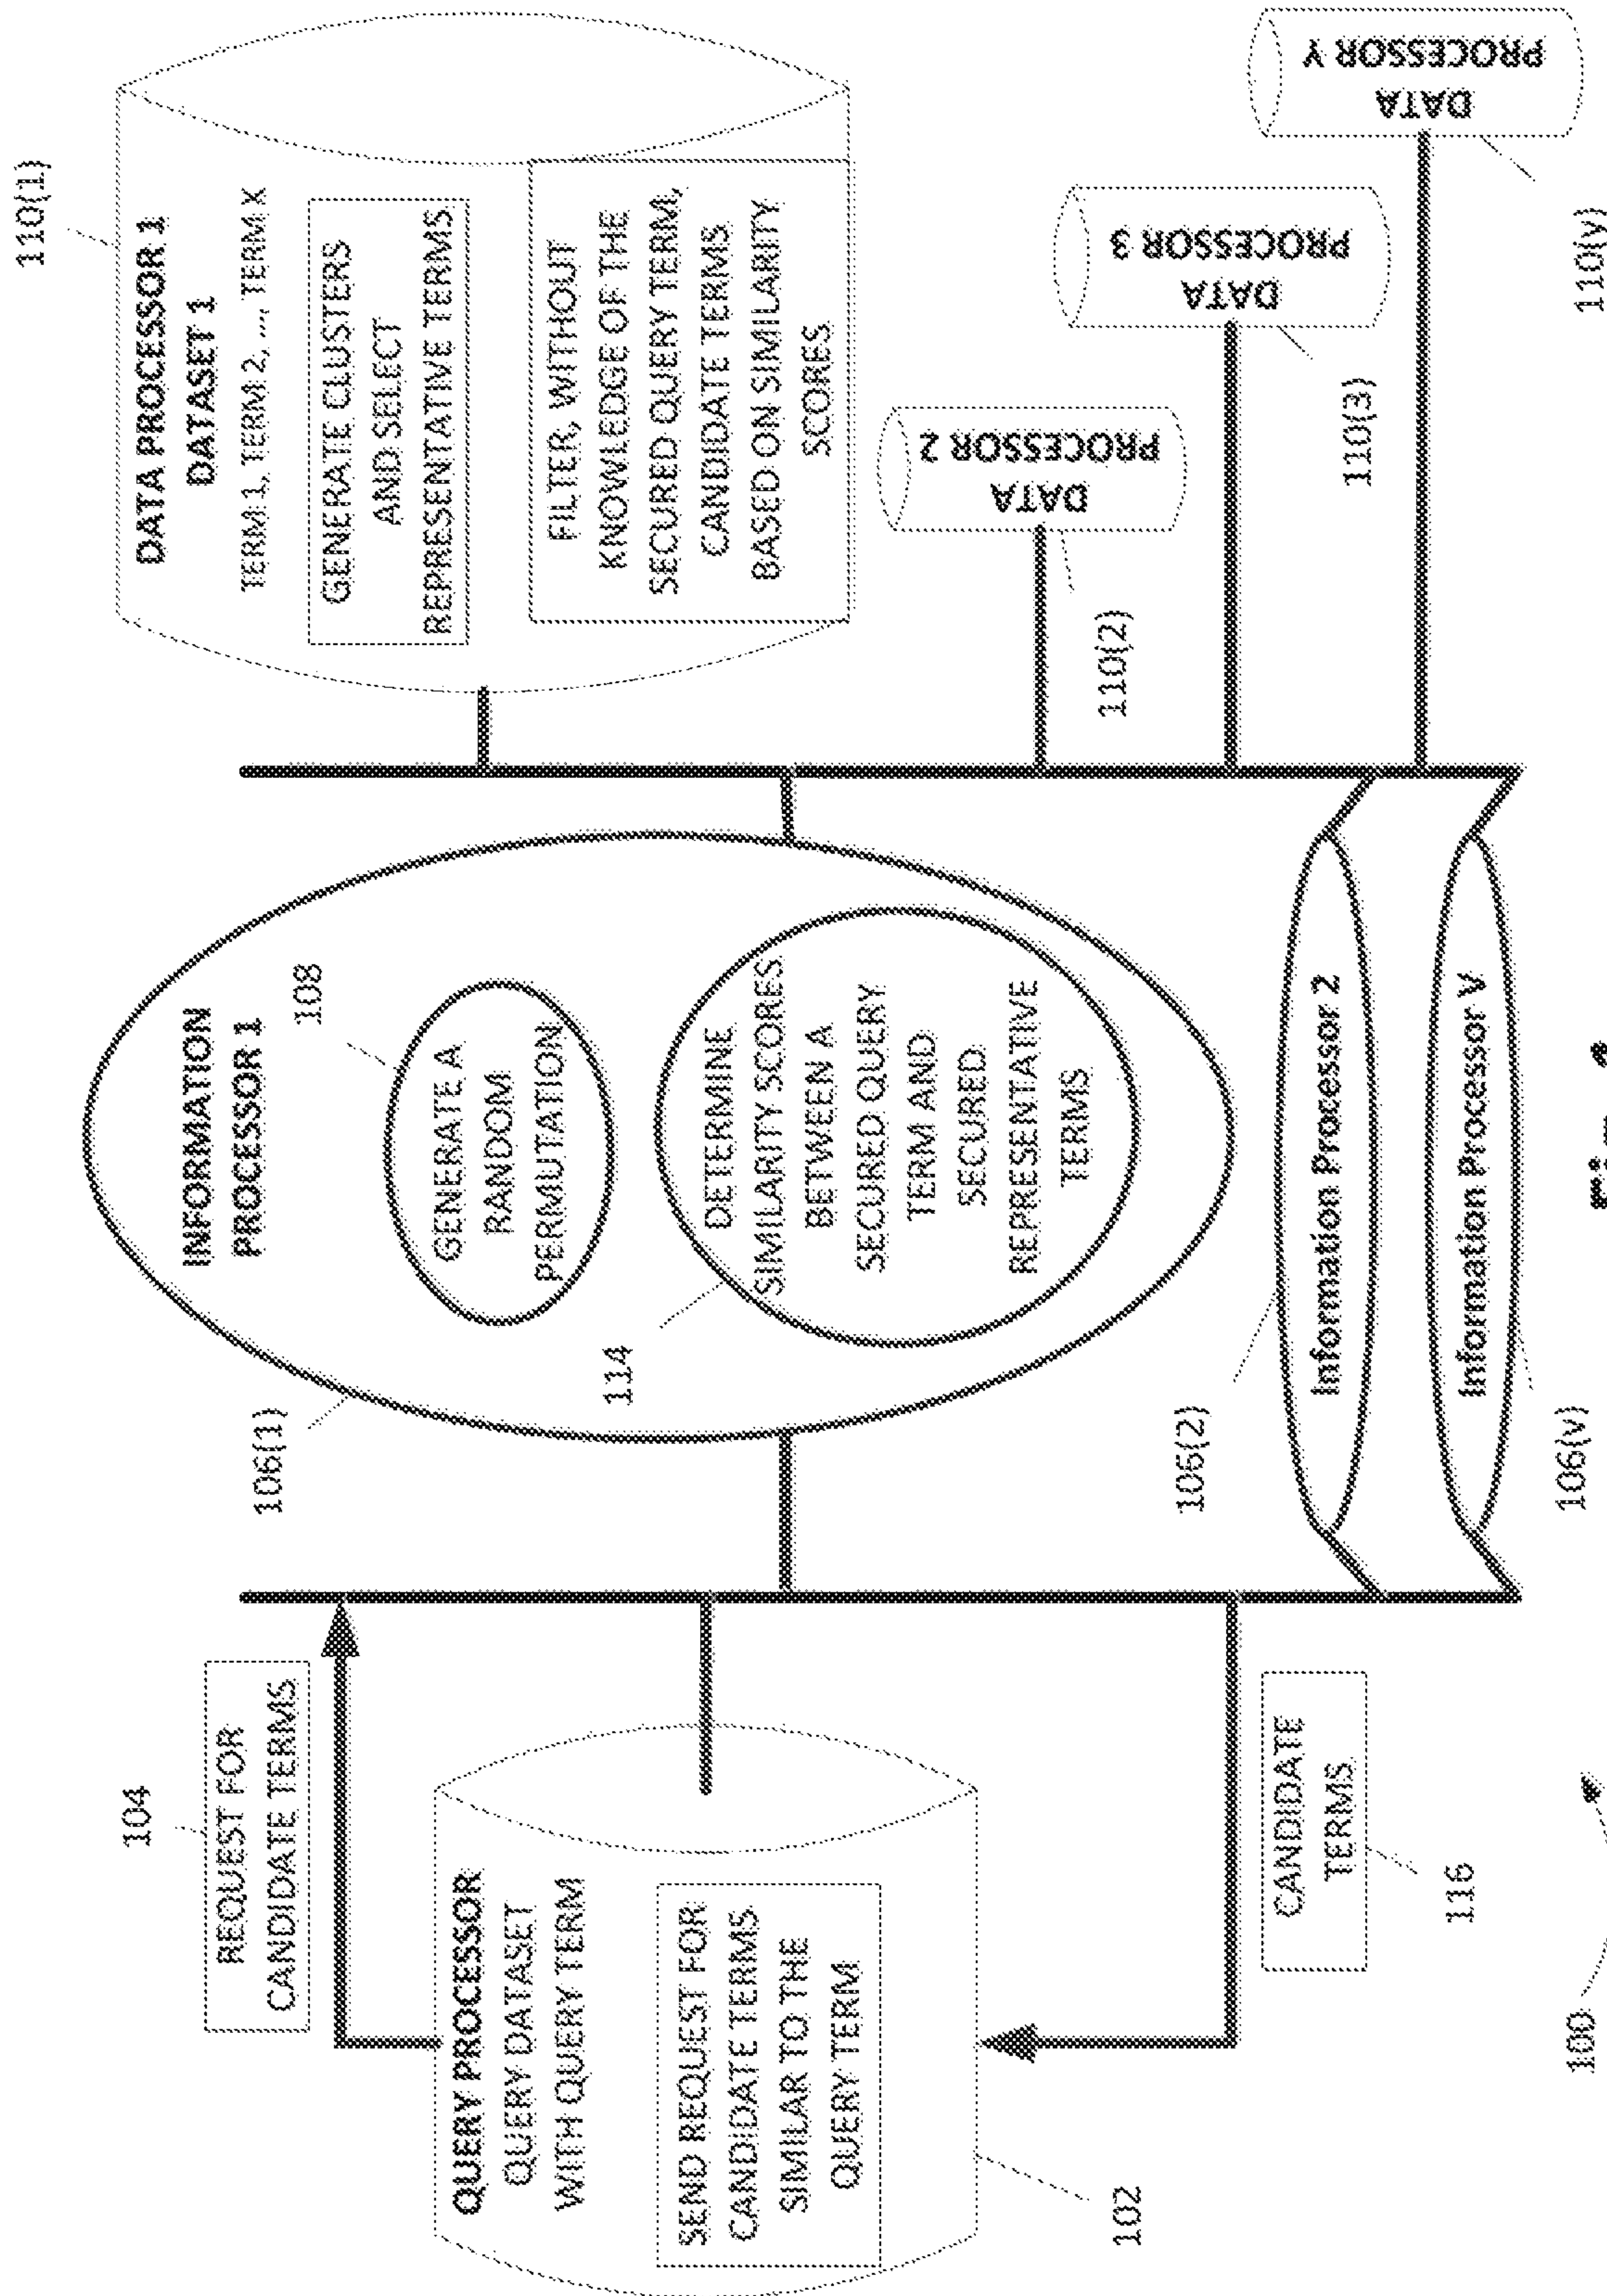 104
REQUEST FOR
CANDIDATE TERMS
QUERY PROCESSOR
QUERY DATASET
WITH QUERY TERM
SEND REQUEST FOR
CANDIDATE TERMS
SIMILAR TO THE
QUERY TERM
102
CANDIDATE
TERMS
116
100
106(1)
INFORMATION
PROCESSOR 1
108
GENERATE A
RANDOM
PERMUTATION
114
DETERMINE
SIMILARITY SCORES
BETWEEN A
SECURED QUERY
TERM AND
SECURED
REPRESENTATIVE
TERMS
106(2)
Information Processor 2
Information Processor V
106(v)
110(1)
DATA PROCESSOR 1
DATASET 1
TERM 1, TERM 2, ..., TERM X
GENERATE CLUSTERS
AND SELECT
REPRESENTATIVE TERMS
FILTER, WITHOUT
KNOWLEDGE OF THE
SECURED QUERY TERM,
CANDIDATE TERMS
BASED ON SIMILARITY
SCORES
DATA
PROCESSOR 2
110(2)
DATA
PROCESSOR 3
110(3)
DATA
PROCESSOR Y
110(y)